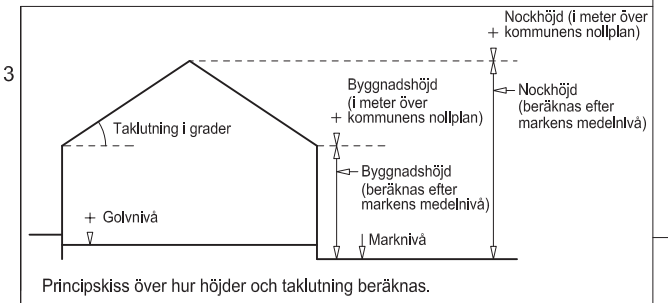 3
Nockhöjd (i meter över
+ kommunens nollplan)
Byggnadshöjd
(i meter över
+ kommunens nollplan)
Nockhöjd
(beräknas efter
markens medelnivå)
Taklutning i grader
Byggnadshöjd
(beräknas efter
markens medelnivå)
+ Golvnivå
Marknivå
Principskiss över hur höjder och taklutning beräknas.